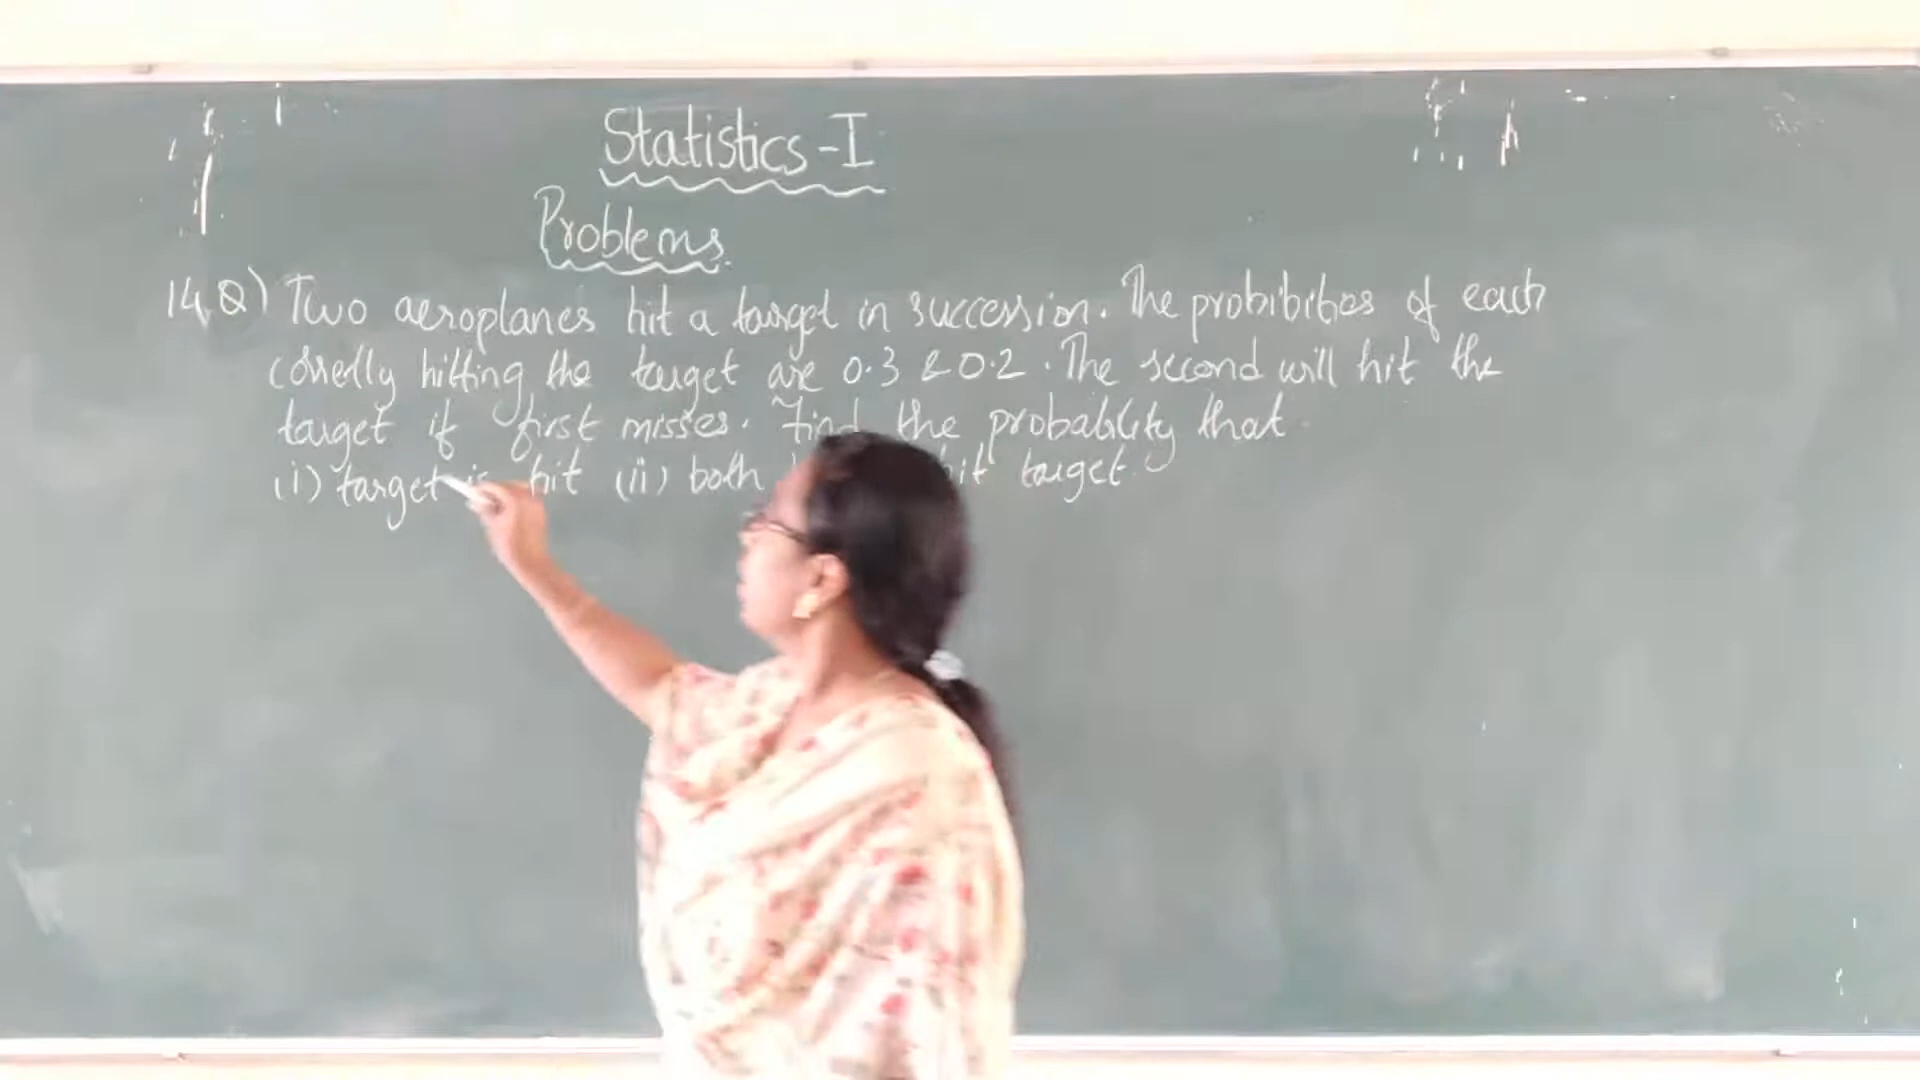 Statistics - I
Problems.
14.Q) Two aeroplanes hit a target in succession. The probibities of each
correctly hitting the target are 0.3 & 0.2. The second will hit the
target if first misses. Find the probability that
(i) target is hit (ii) both hit target.